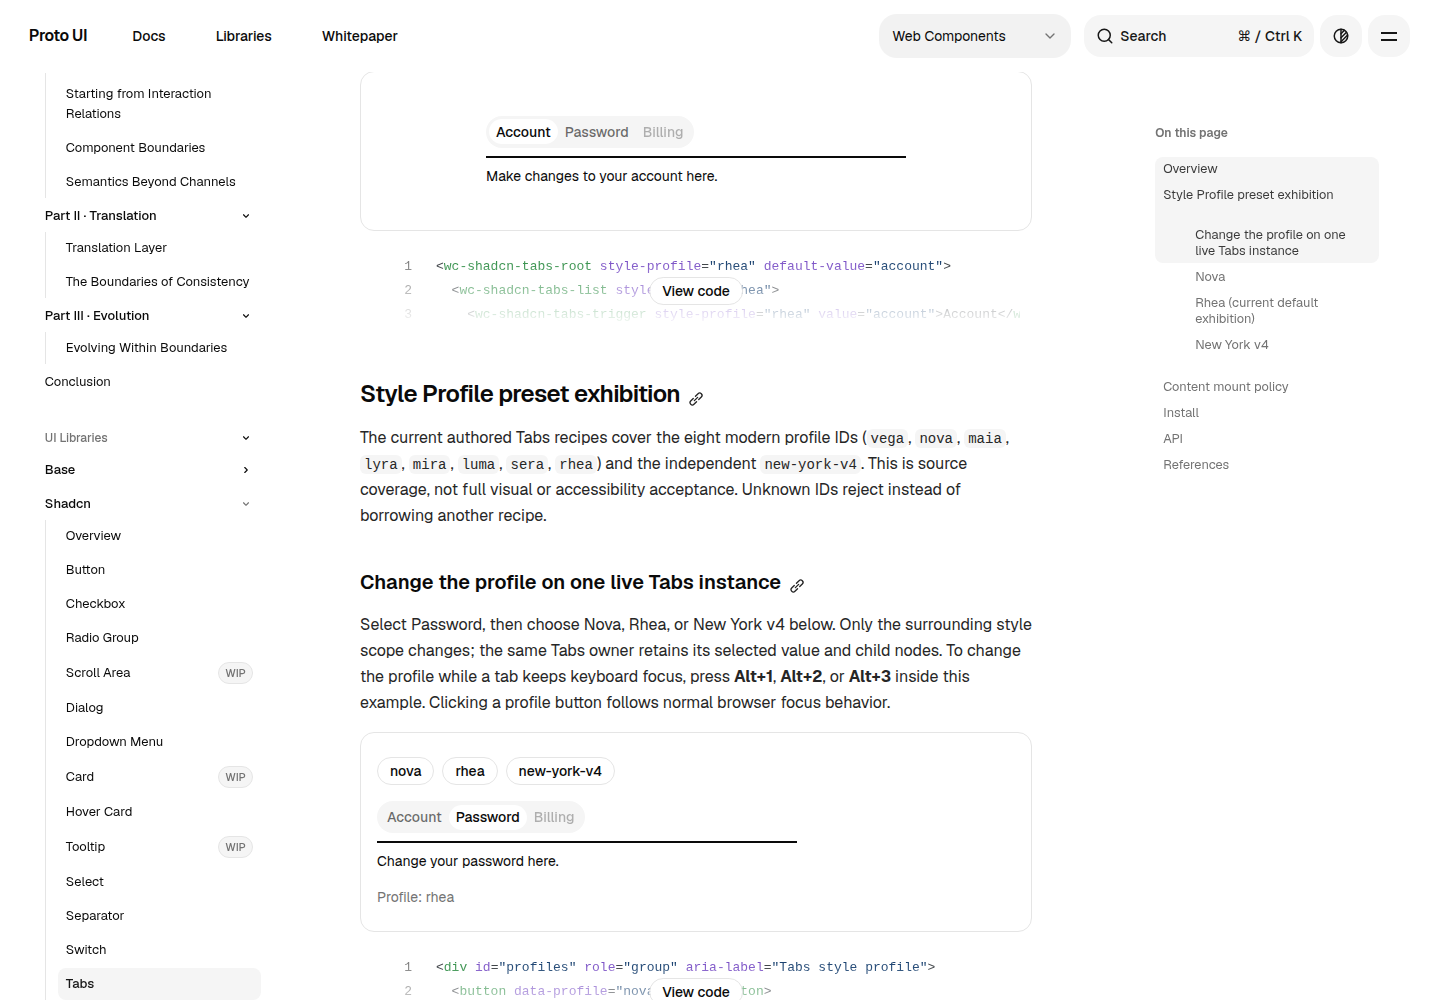 Proto UI
Docs
Libraries
Whitepaper
Web Components
Search
⌘ / Ctrl K
Starting from Interaction
Relations
Component Boundaries
Semantics Beyond Channels
Part II · Translation
Translation Layer
The Boundaries of Consistency
Part III · Evolution
Evolving Within Boundaries
Conclusion
UI Libraries
Base
Shadcn
Overview
Button
Checkbox
Radio Group
Scroll Area WIP
Dialog
Dropdown Menu
Card WIP
Hover Card
Tooltip WIP
Select
Separator
Switch
Tabs
Account Password Billing
Make changes to your account here.
1 <wc-shadcn-tabs-root style-profile="rhea" default-value="account">
2 <wc-shadcn-tabs-list style hea">
View code
3 <wc-shadcn-tabs-trigger style-profile="rhea" value="account">Account</w
Style Profile preset exhibition
The current authored Tabs recipes cover the eight modern profile IDs (vega, nova, maia,
lyra, mira, luma, sera, rhea) and the independent new-york-v4. This is source
coverage, not full visual or accessibility acceptance. Unknown IDs reject instead of
borrowing another recipe.
Change the profile on one live Tabs instance
Select Password, then choose Nova, Rhea, or New York v4 below. Only the surrounding style
scope changes; the same Tabs owner retains its selected value and child nodes. To change
the profile while a tab keeps keyboard focus, press Alt+1, Alt+2, or Alt+3 inside this
example. Clicking a profile button follows normal browser focus behavior.
nova rhea new-york-v4
Account Password Billing
Change your password here.
Profile: rhea
1 <div id="profiles" role="group" aria-label="Tabs style profile">
2 <button data-profile="nova ton>
View code
On this page
Overview
Style Profile preset exhibition
Change the profile on one
live Tabs instance
Nova
Rhea (current default
exhibition)
New York v4
Content mount policy
Install
API
References